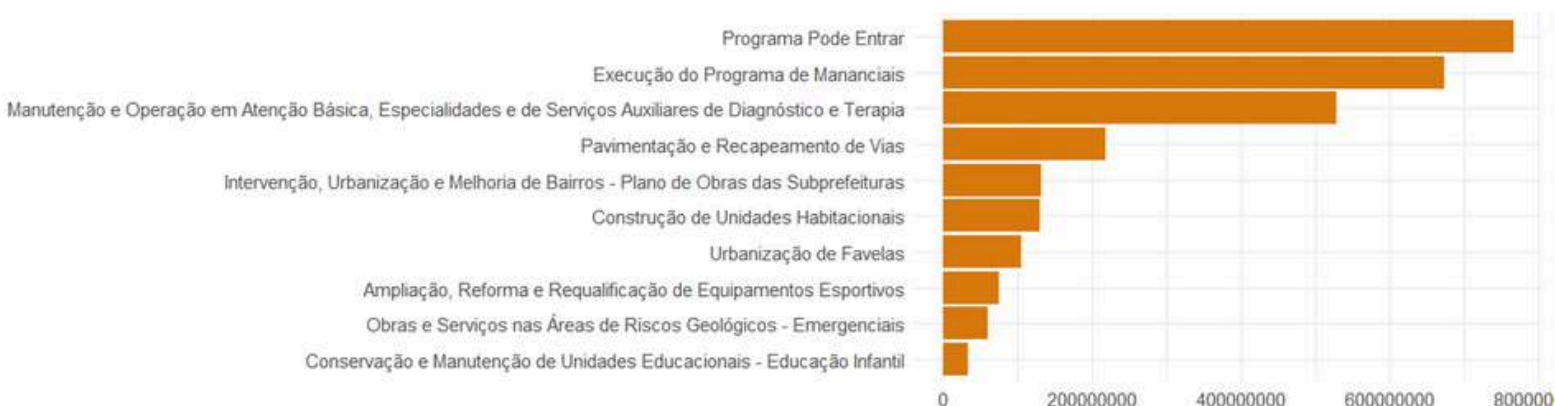 Programa Pode Entrar
Execução do Programa de Mananciais
Manutenção e Operação em Atenção Básica, Especialidades e de Serviços Auxiliares de Diagnóstico e Terapia
Pavimentação e Recapeamento de Vias
Intervenção, Urbanização e Melhoria de Bairros - Plano de Obras das Subprefeituras
Construção de Unidades Habitacionais
Urbanização de Favelas
Ampliação, Reforma e Requalificação de Equipamentos Esportivos
Obras e Serviços nas Áreas de Riscos Geológicos - Emergenciais
Conservação e Manutenção de Unidades Educacionais - Educação Infantil
0 200000000 400000000 600000000 800000